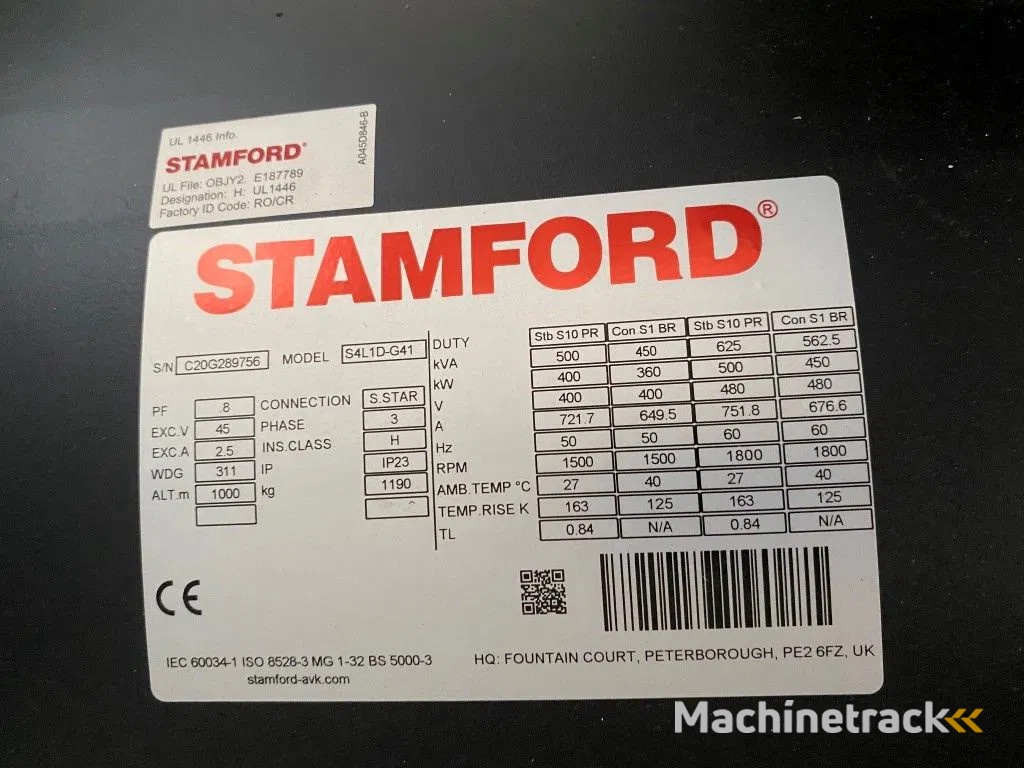 UL 1446 Info.
STAMFORD®
UL File: OBJY2. E187789
Designation: H: UL1446
Factory ID Code: RO/CR
A045D846-B
STAMFORD®
S/N C20G289756 MODEL S4L1D-G41
PF .8 CONNECTION S.STAR
EXC.V 45 PHASE 3
EXC.A 2.5 INS.CLASS H
WDG 311 IP IP23
ALT.m 1000 kg 1190
DUTY Stb S10 PR Con S1 BR Stb S10 PR Con S1 BR
kVA 500 450 625 562.5
kW 400 360 500 450
V 400 400 480 480
A 721.7 649.5 751.8 676.6
Hz 50 50 60 60
RPM 1500 1500 1800 1800
AMB.TEMP °C 27 40 27 40
TEMP.RISE K 163 125 163 125
TL 0.84 N/A 0.84 N/A
CE
IEC 60034-1 ISO 8528-3 MG 1-32 BS 5000-3
stamford-avk.com
HQ: FOUNTAIN COURT, PETERBOROUGH, PE2 6FZ, UK
Machinetrack